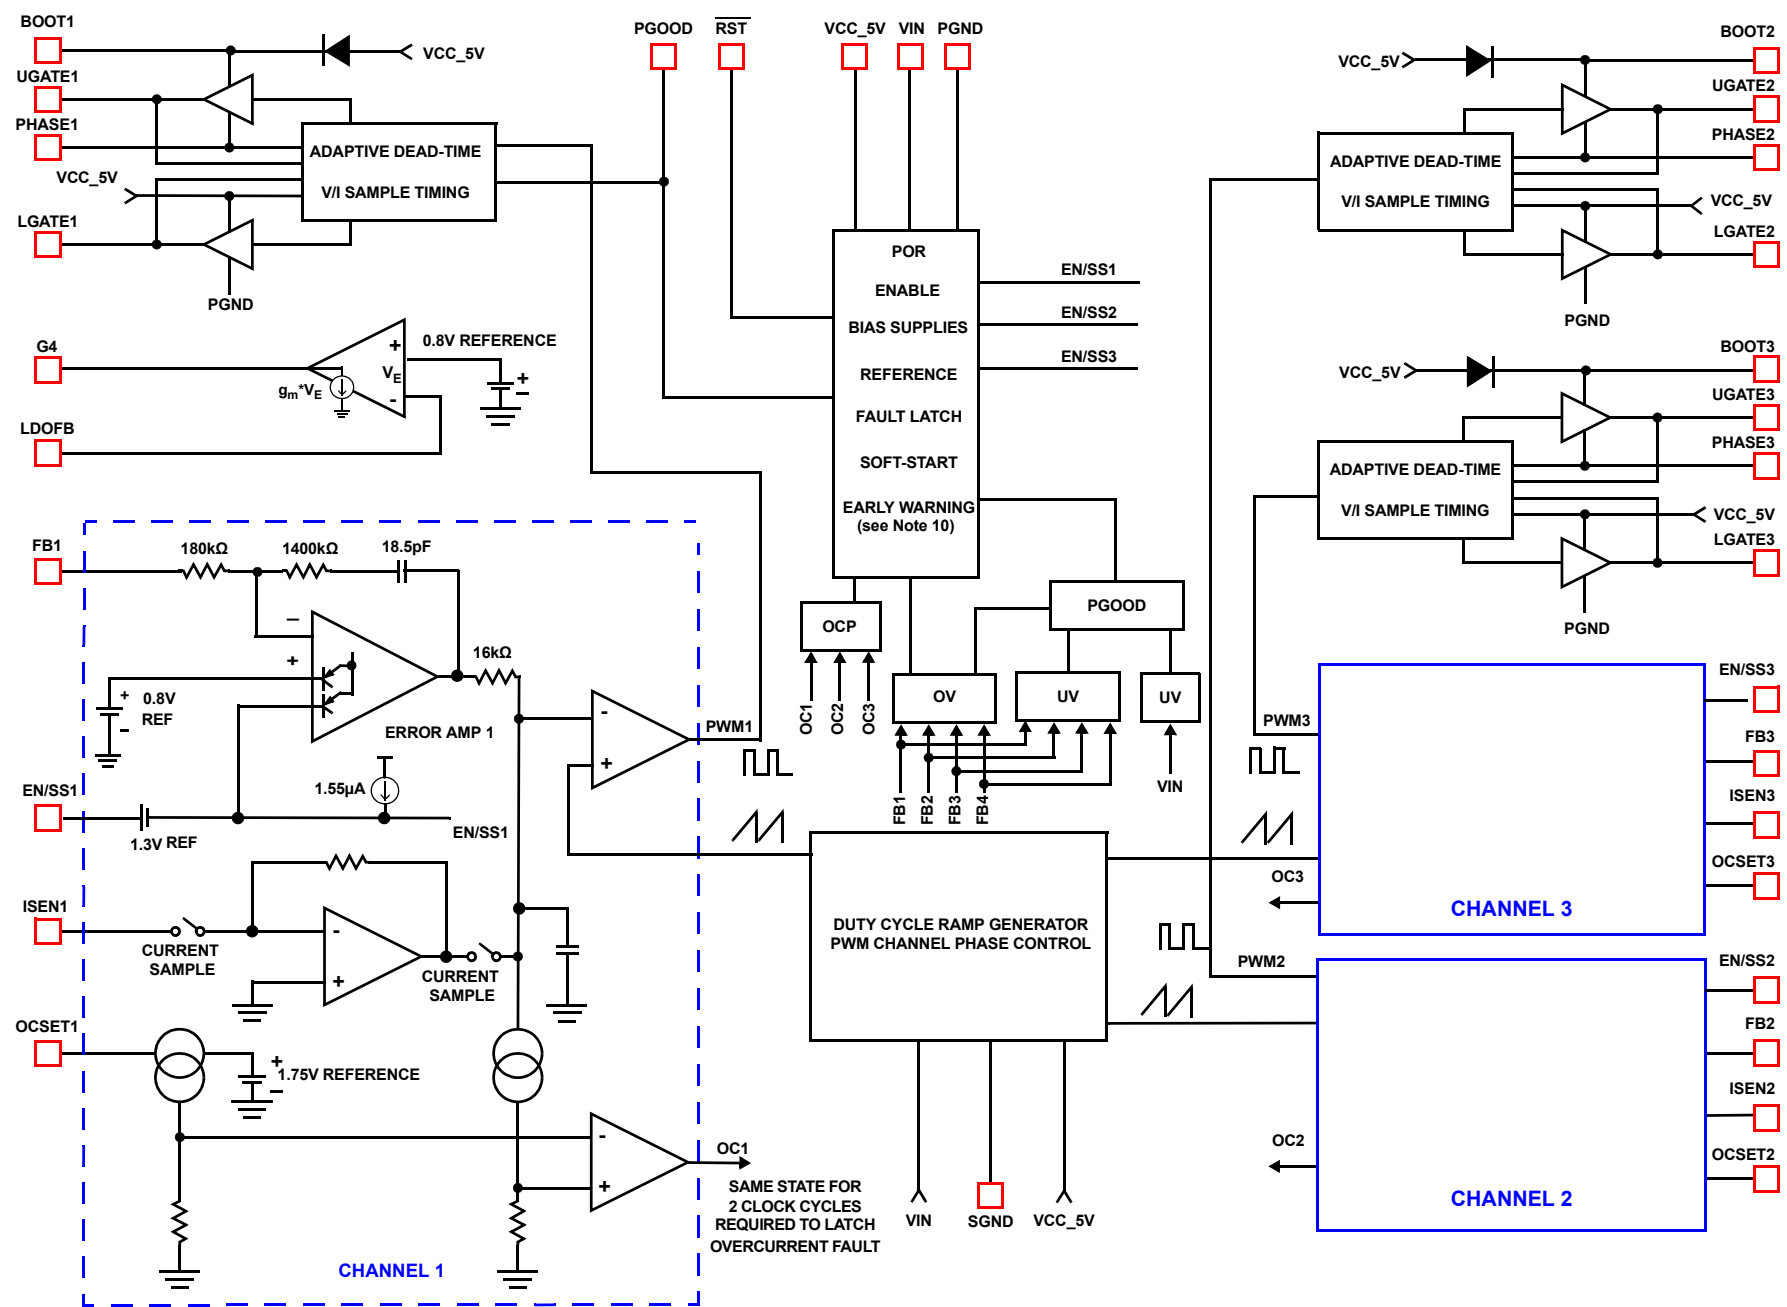 BOOT1
UGATE1
PHASE1
VCC_5V
VCC_5V
LGATE1
PGND
ADAPTIVE DEAD-TIME
V/I SAMPLE TIMING
PGOOD
RST
VCC_5V
VIN
PGND
POR
ENABLE
BIAS SUPPLIES
REFERENCE
FAULT LATCH
SOFT-START
EARLY WARNING
(see Note 10)
EN/SS1
EN/SS2
EN/SS3
VCC_5V
BOOT2
UGATE2
PHASE2
VCC_5V
LGATE2
PGND
ADAPTIVE DEAD-TIME
V/I SAMPLE TIMING
VCC_5V
BOOT3
UGATE3
PHASE3
VCC_5V
LGATE3
PGND
ADAPTIVE DEAD-TIME
V/I SAMPLE TIMING
G4
LDOFB
gm*VE
+
VE
-
0.8V REFERENCE
+
–
FB1
180kΩ
1400kΩ
18.5pF
–
+
16kΩ
+
–
0.8V
REF
ERROR AMP 1
1.55µA
EN/SS1
1.3V REF
EN/SS1
-
+
PWM1
ISEN1
CURRENT
SAMPLE
-
+
CURRENT
SAMPLE
OCSET1
+
–
1.75V REFERENCE
-
+
OC1
SAME STATE FOR
2 CLOCK CYCLES
REQUIRED TO LATCH
OVERCURRENT FAULT
CHANNEL 1
OCP
OC1
OC2
OC3
PGOOD
OV
UV
UV
FB1
FB2
FB3
FB4
VIN
DUTY CYCLE RAMP GENERATOR
PWM CHANNEL PHASE CONTROL
VIN
SGND
VCC_5V
PWM3
OC3
CHANNEL 3
EN/SS3
FB3
ISEN3
OCSET3
PWM2
OC2
CHANNEL 2
EN/SS2
FB2
ISEN2
OCSET2